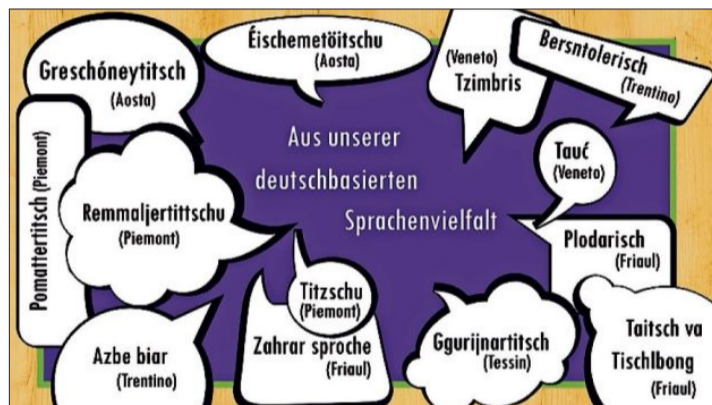 Greschóneytitsch
(Aosta)
Éischemetöitschu
(Aosta)
(Veneto)
Tzimbris
Bersntolerisch
(Trentino)
Pomattertitsch (Piemont)
Remmaljertittschu
(Piemont)
Aus unserer
deutschbasierten
Sprachenvielfalt
Tauć
(Veneto)
Plodarisch
(Friaul)
Azbe biar
(Trentino)
Titzschu
(Piemont)
Zahrar sproche
(Friaul)
Ggurijnartitsch
(Tessin)
Taitsch va
Tischlbong
(Friaul)